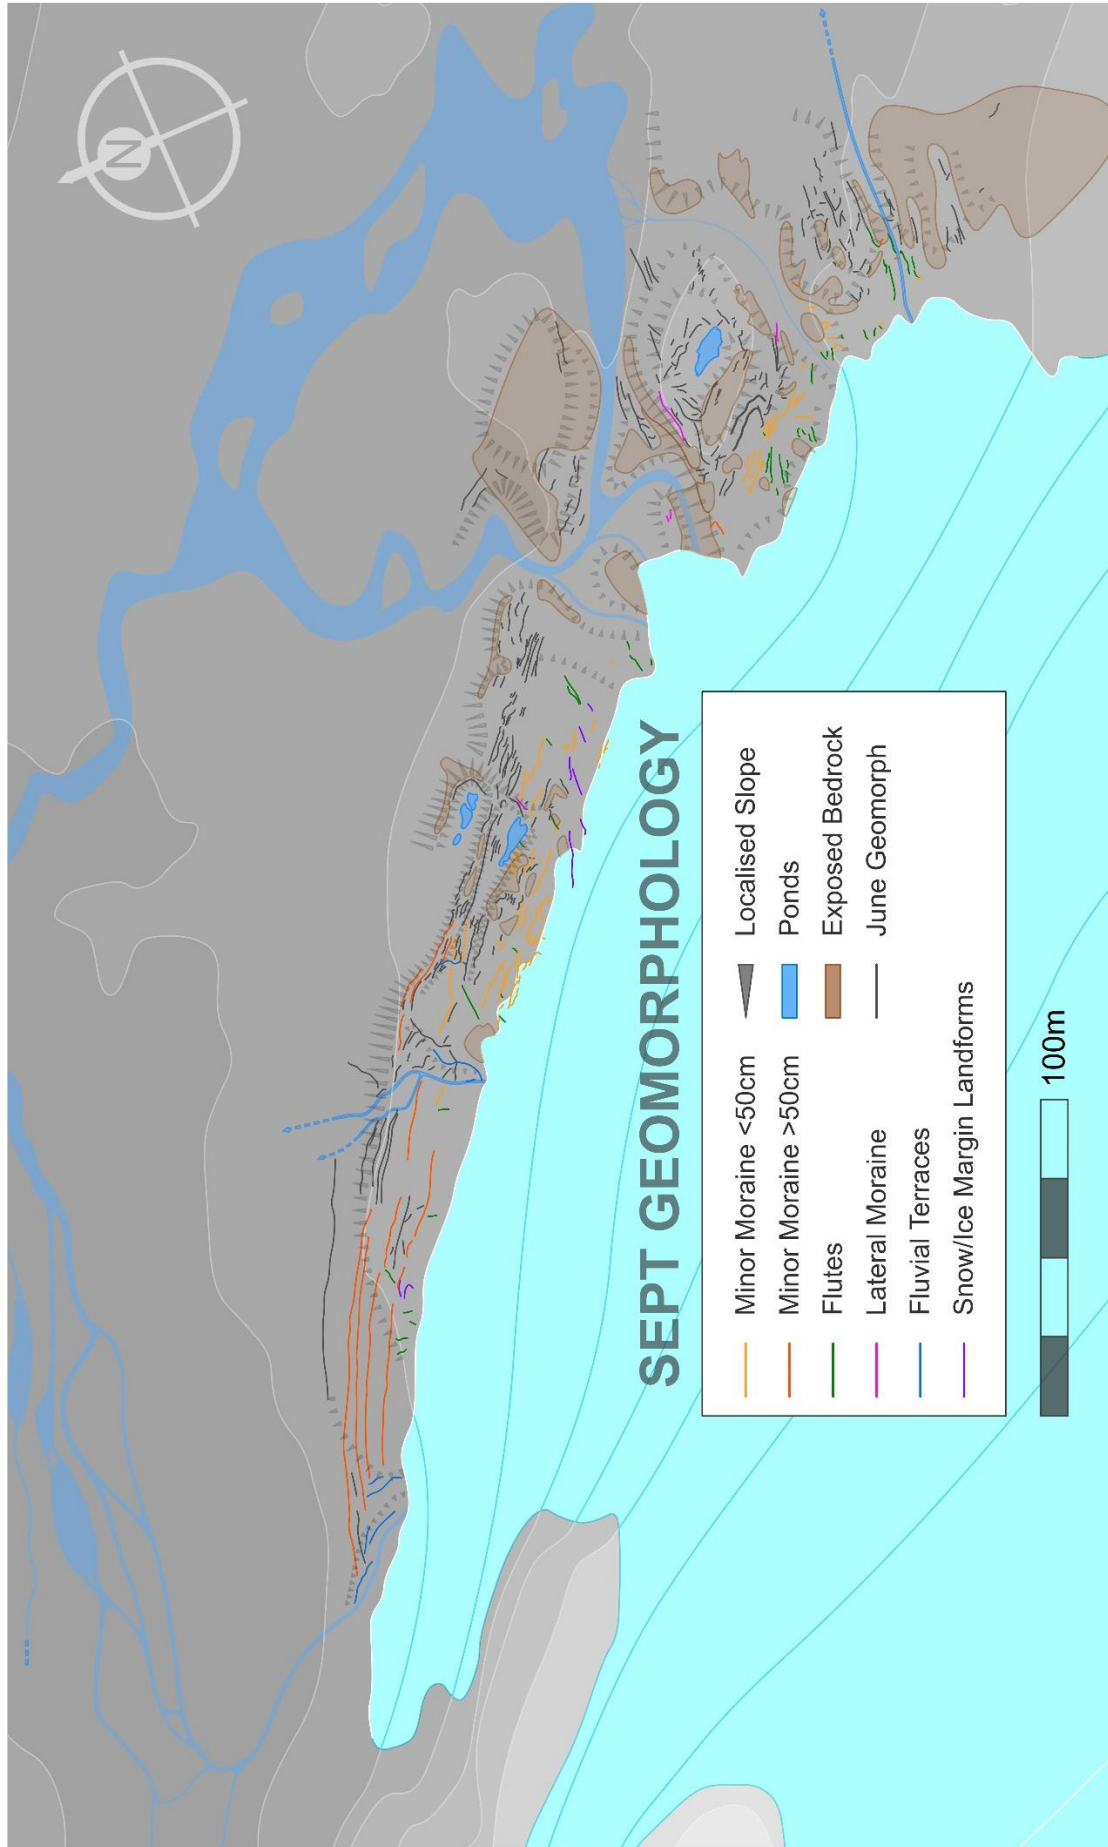 N
SEPT GEOMORPHOLOGY
Minor Moraine <50cm
Minor Moraine >50cm
Flutes
Lateral Moraine
Fluvial Terraces
Snow/Ice Margin Landforms
Localised Slope
Ponds
Exposed Bedrock
June Geomorph
100m